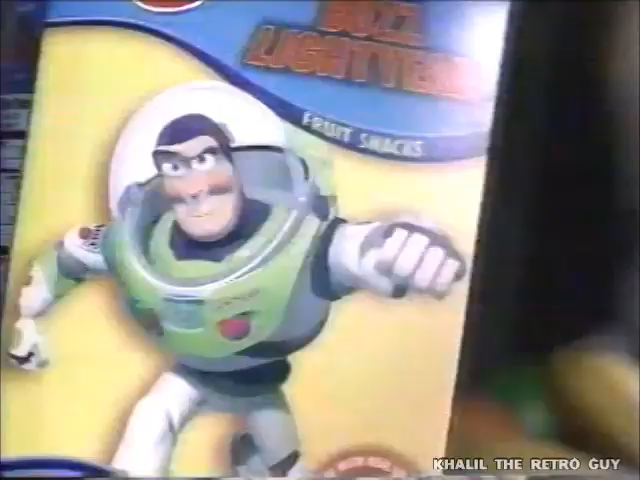 BUZZ
LIGHTYEAR
FRUIT SNACKS
KHALIL THE RETRO GUY